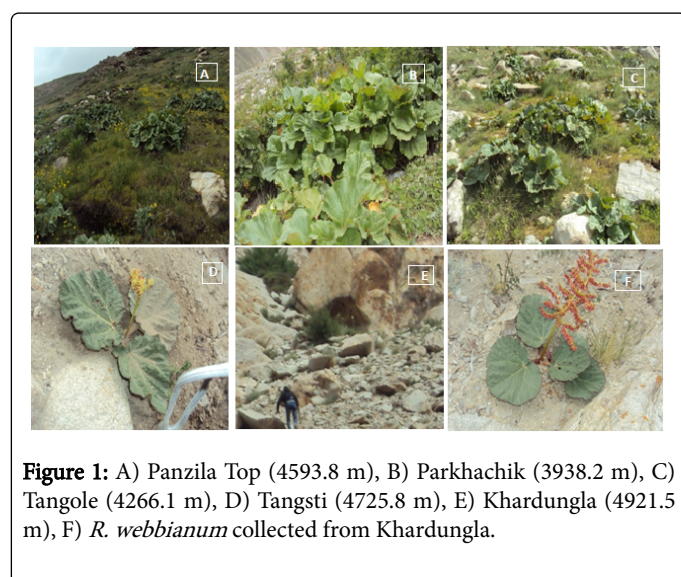 A
B
C
D
E
F
Figure 1: A) Panzila Top (4593.8 m), B) Parkhachik (3938.2 m), C)
Tangole (4266.1 m), D) Tangsti (4725.8 m), E) Khardungla (4921.5
m), F) R. webbianum collected from Khardungla.